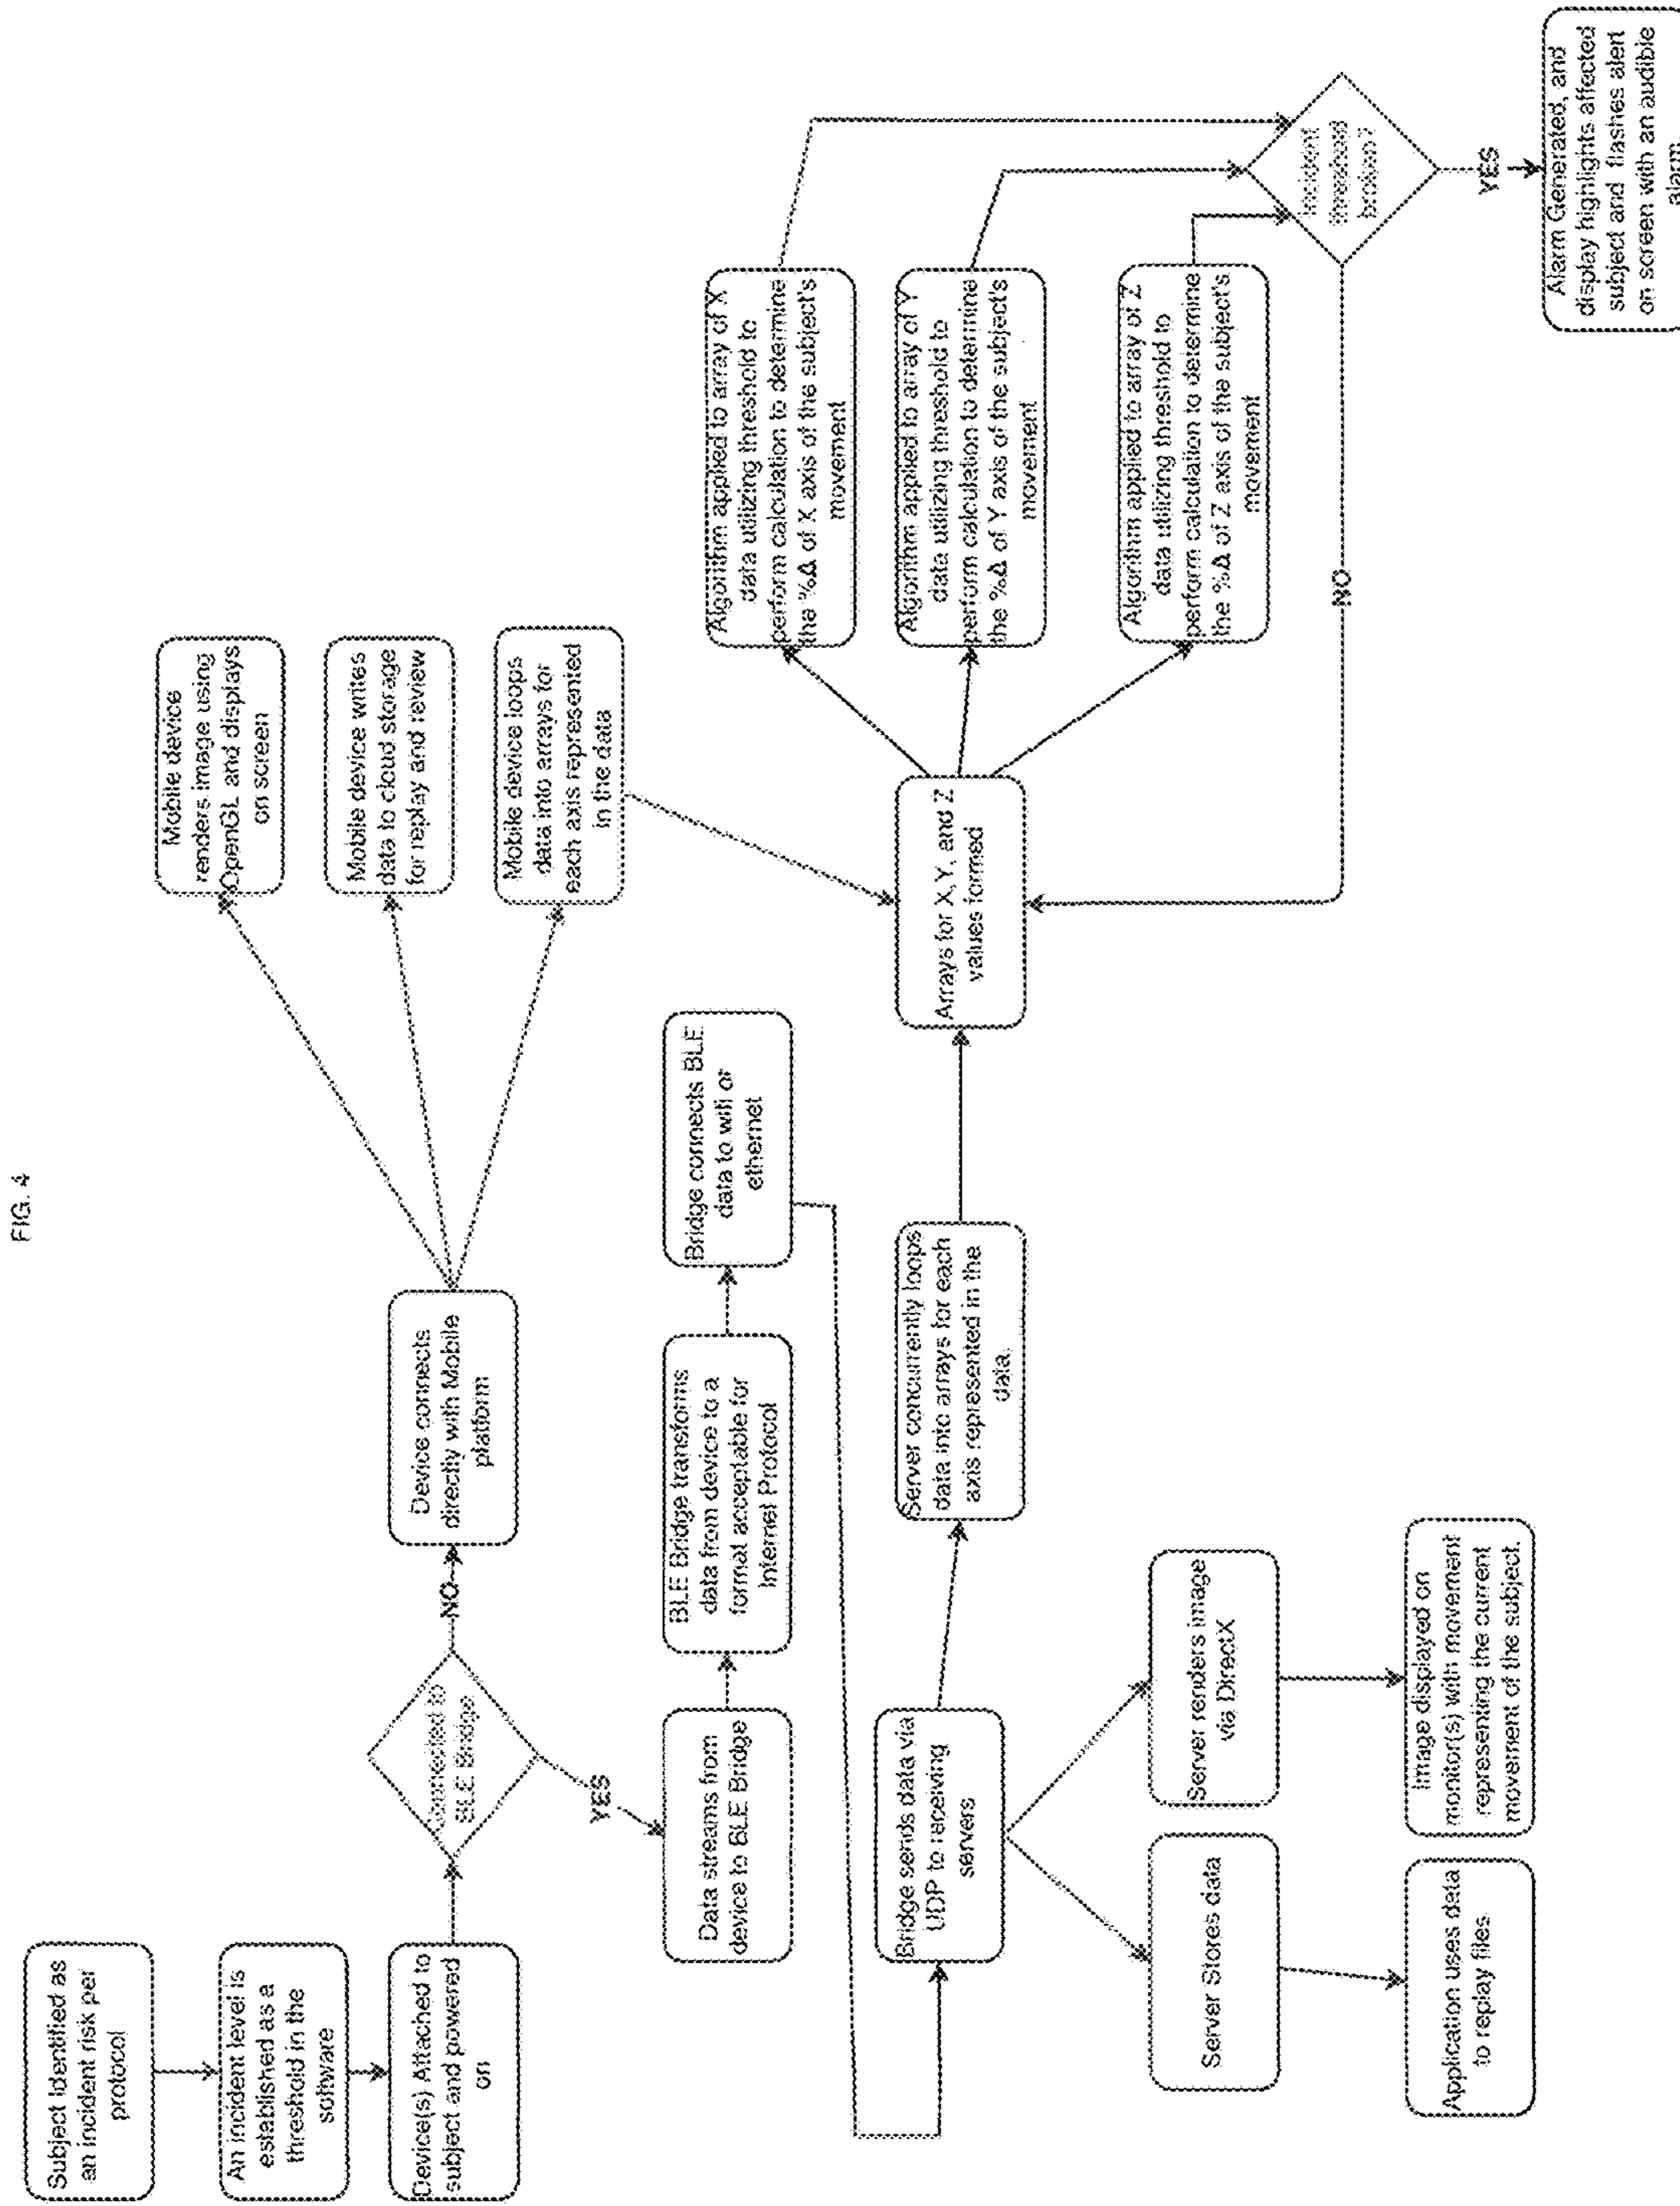 FIG. 4
Subject Identified as
an incident risk per
protocol
An incident level is
established as a
threshold in the
software
Device(s) Attached to
subject and powered
on
Connected to
BLE Bridge
NO
Device connects
directly with Mobile
platform
Mobile device
renders image using
OpenGL and displays
on screen
Mobile device writes
data to cloud storage
for replay and review
Mobile device loops
data into arrays for
each axis represented
in the data
YES
Data streams from
device to BLE Bridge
BLE Bridge transforms
data from device to a
format acceptable for
Internet Protocol
Bridge connects BLE
data to wifi or
ethernet
Bridge sends data via
UDP to receiving
servers
Server concurrently loops
data into arrays for each
axis represented in the
data.
Arrays for X,Y, and Z
values formed
Algorithm applied to array of X
data utilizing threshold to
perform calculation to determine
the %Δ of X axis of the subject's
movement
Algorithm applied to array of Y
data utilizing threshold to
perform calculation to determine
the %Δ of Y axis of the subject's
movement
Algorithm applied to array of Z
data utilizing threshold to
perform calculation to determine
the %Δ of Z axis of the subject's
movement
Incident
threshold
broken?
NO
YES
Alarm Generated, and
display highlights affected
subject and flashes alert
on screen with an audible
alarm
Server Stores data
Server renders image
via DirectX
Application uses data
to replay files
Image displayed on
monitor(s) with movement
representing the current
movement of the subject.